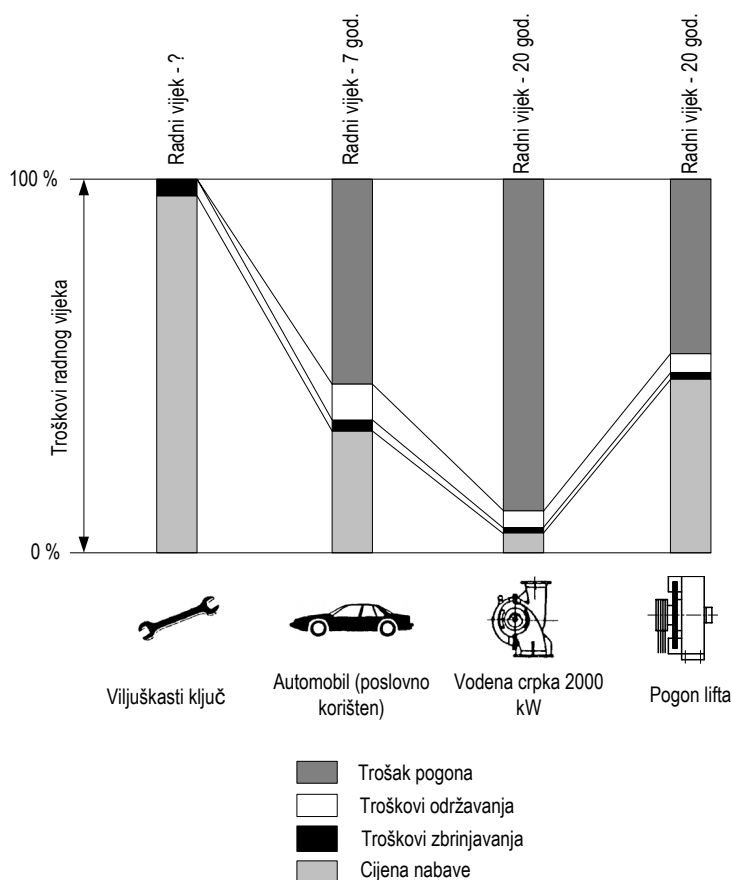 Radni vijek - ?
Radni vijek - 7 god.
Radni vijek - 20 god.
Radni vijek - 20 god.
100 %
Troškovi radnog vijeka
0 %
Viljuškasti ključ
Automobil (poslovno
korišten)
Vodena crpka 2000
kW
Pogon lifta
Trošak pogona
Troškovi održavanja
Troškovi zbrinjavanja
Cijena nabave